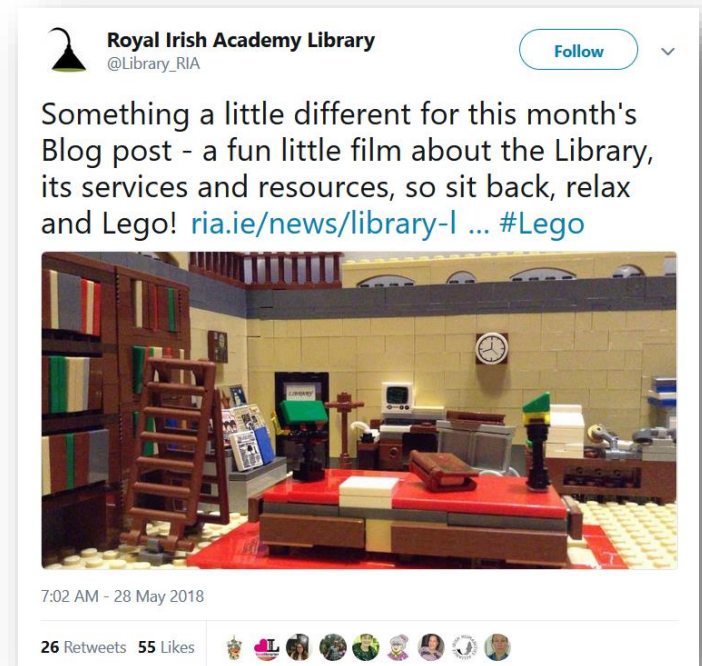 Royal Irish Academy Library
@Library_RIA
Follow
Something a little different for this month's
Blog post - a fun little film about the Library,
its services and resources, so sit back, relax
and Lego! ria.ie/news/library-l ... #Lego
LIBRARY
7:02 AM - 28 May 2018
26 Retweets 55 Likes